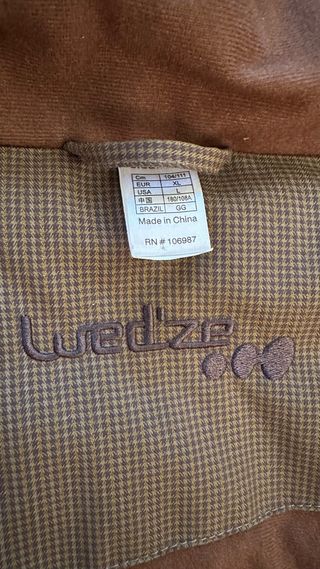 Cm 104/111
EUR XL
USA L
中国 180/108A
BRAZIL GG
Made in China
RN # 106987
wed'ze